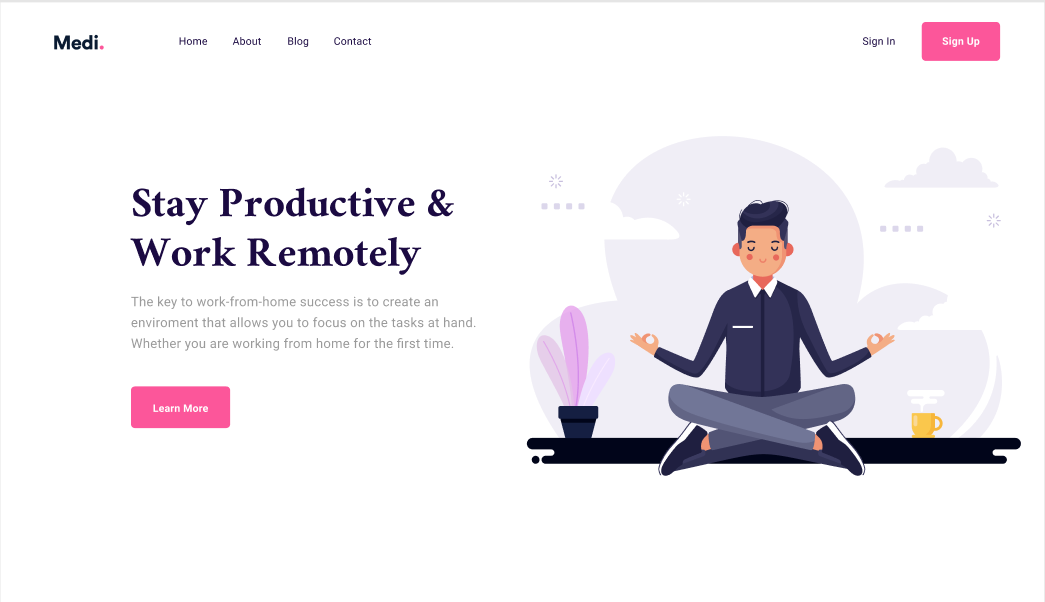 Medi.
Home About Blog Contact
Sign In
Sign Up
Stay Productive &
Work Remotely
The key to work-from-home success is to create an
enviroment that allows you to focus on the tasks at hand.
Whether you are working from home for the first time.
Learn More